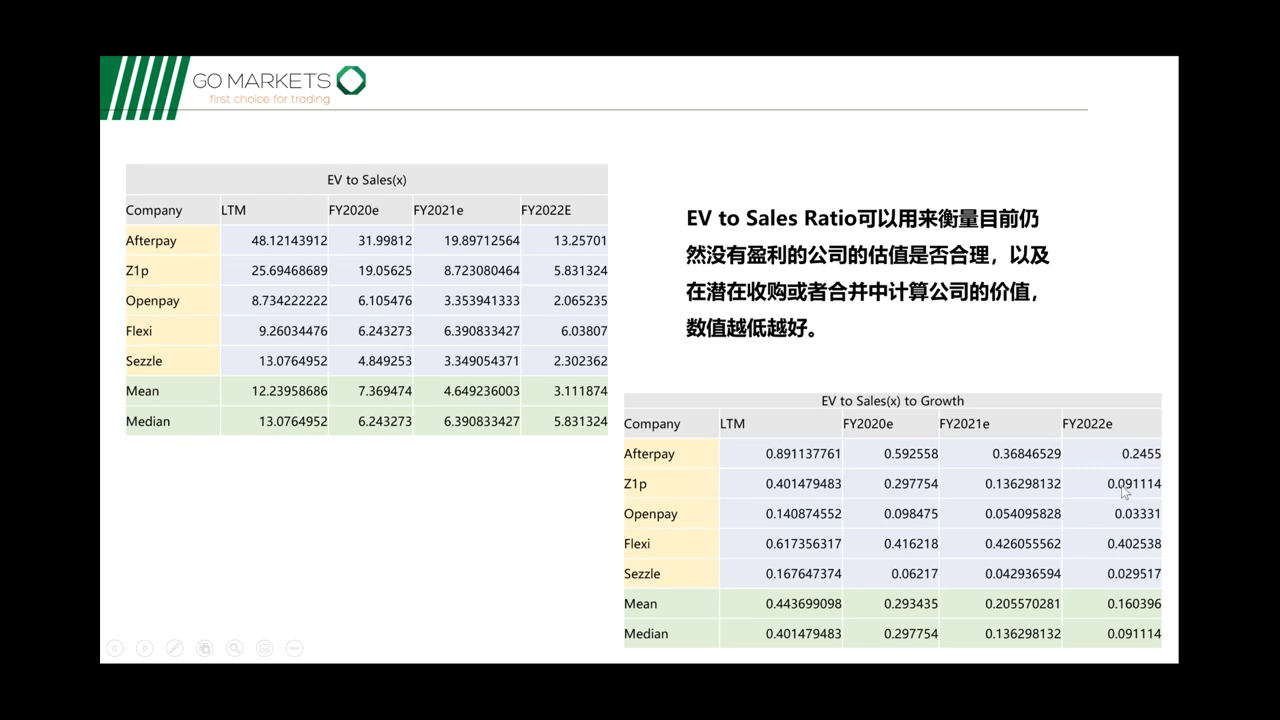 GO MARKETS
first choice for trading
EV to Sales(x)
Company LTM FY2020e FY2021e FY2022E
Afterpay 48.12143912 31.99812 19.89712564 13.25701
Z1p 25.69468689 19.05625 8.723080464 5.831324
Openpay 8.734222222 6.105476 3.353941333 2.065235
Flexi 9.26034476 6.243273 6.390833427 6.03807
Sezzle 13.0764952 4.849253 3.349054371 2.302362
Mean 12.23958686 7.369474 4.649236003 3.111874
Median 13.0764952 6.243273 6.390833427 5.831324
EV to Sales Ratio可以用来衡量目前仍
然没有盈利的公司的估值是否合理，以及
在潜在收购或者合并中计算公司的价值，
数值越低越好。
EV to Sales(x) to Growth
Company LTM FY2020e FY2021e FY2022e
Afterpay 0.891137761 0.592558 0.36846529 0.2455
Z1p 0.401479483 0.297754 0.136298132 0.091114
Openpay 0.140874552 0.098475 0.054095828 0.03331
Flexi 0.617356317 0.416218 0.426055562 0.402538
Sezzle 0.167647374 0.06217 0.042936594 0.029517
Mean 0.443699098 0.293435 0.205570281 0.160396
Median 0.401479483 0.297754 0.136298132 0.091114